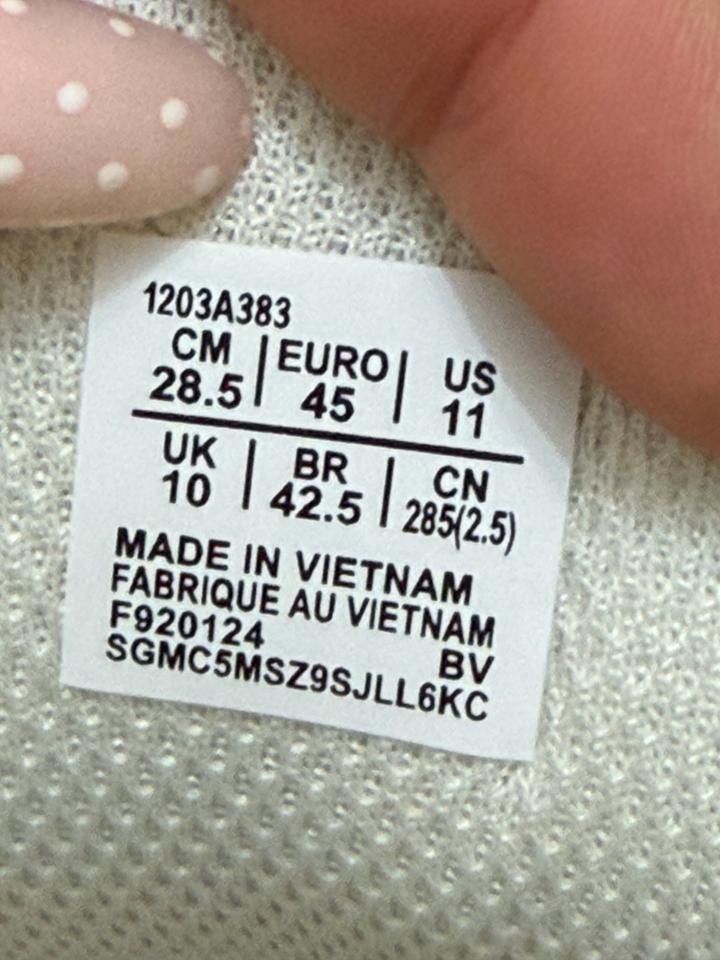 1203A383
CM | EURO | US
28.5 | 45 | 11
UK | BR | CN
10 | 42.5 | 285(2.5)
MADE IN VIETNAM
FABRIQUE AU VIETNAM
F920124 BV
SGMC5MSZ9SJLL6KC